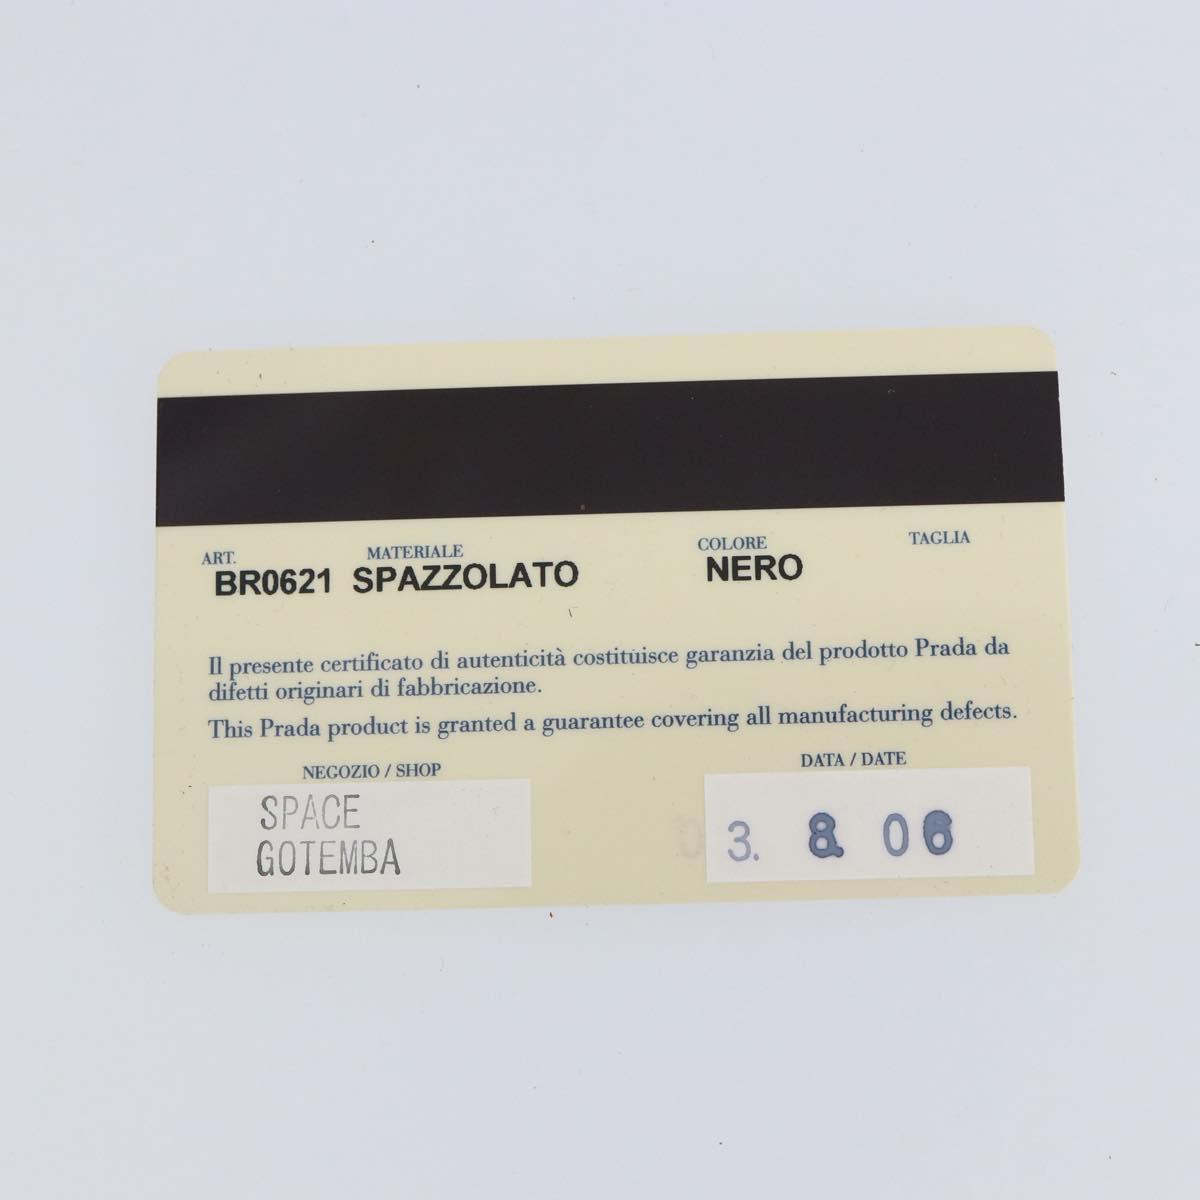 ART. MATERIALE COLORE TAGLIA
BR0621 SPAZZOLATO NERO
Il presente certificato di autenticità costituisce garanzia del prodotto Prada da
difetti originari di fabbricazione.
This Prada product is granted a guarantee covering all manufacturing defects.
NEGOZIO / SHOP DATA / DATE
SPACE
GOTEMBA
03. 8. 06